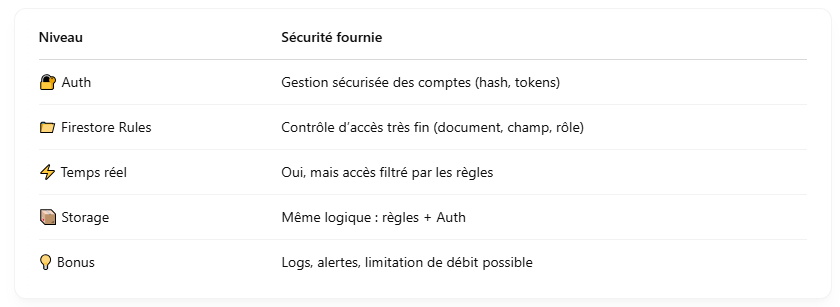 Niveau Sécurité fournie
🔐 Auth Gestion sécurisée des comptes (hash, tokens)
📁 Firestore Rules Contrôle d’accès très fin (document, champ, rôle)
⚡ Temps réel Oui, mais accès filtré par les règles
📦 Storage Même logique : règles + Auth
💡 Bonus Logs, alertes, limitation de débit possible